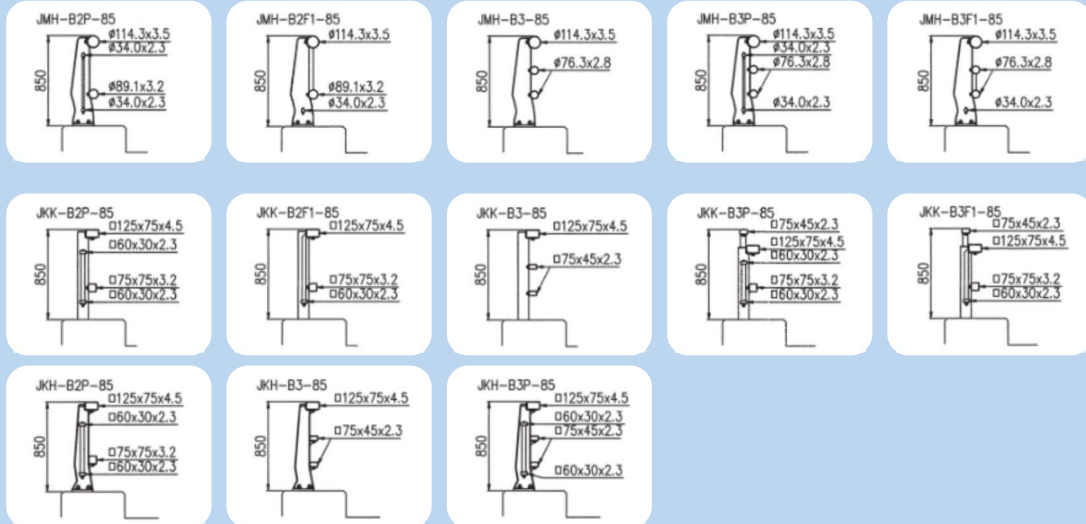 JMH-B2P-85
ø114.3x3.5
ø34.0x2.3
850
ø89.1x3.2
ø34.0x2.3
JMH-B2F1-85
ø114.3x3.5
850
ø89.1x3.2
ø34.0x2.3
JMH-B3-85
ø114.3x3.5
ø76.3x2.8
850
JMH-B3P-85
ø114.3x3.5
ø34.0x2.3
ø76.3x2.8
850
ø34.0x2.3
JMH-B3F1-85
ø114.3x3.5
ø76.3x2.8
850
ø34.0x2.3
JKK-B2P-85
□125x75x4.5
□60x30x2.3
850
□75x75x3.2
□60x30x2.3
JKK-B2F1-85
□125x75x4.5
850
□75x75x3.2
□60x30x2.3
JKK-B3-85
□125x75x4.5
□75x45x2.3
850
JKK-B3P-85
□75x45x2.3
□125x75x4.5
□60x30x2.3
850
□75x75x3.2
□60x30x2.3
JKK-B3F1-85
□75x45x2.3
□125x75x4.5
850
□75x75x3.2
□60x30x2.3
JKH-B2P-85
□125x75x4.5
□60x30x2.3
850
□75x75x3.2
□60x30x2.3
JKH-B3-85
□125x75x4.5
□75x45x2.3
850
JKH-B3P-85
□125x75x4.5
□60x30x2.3
□75x45x2.3
850
□60x30x2.3